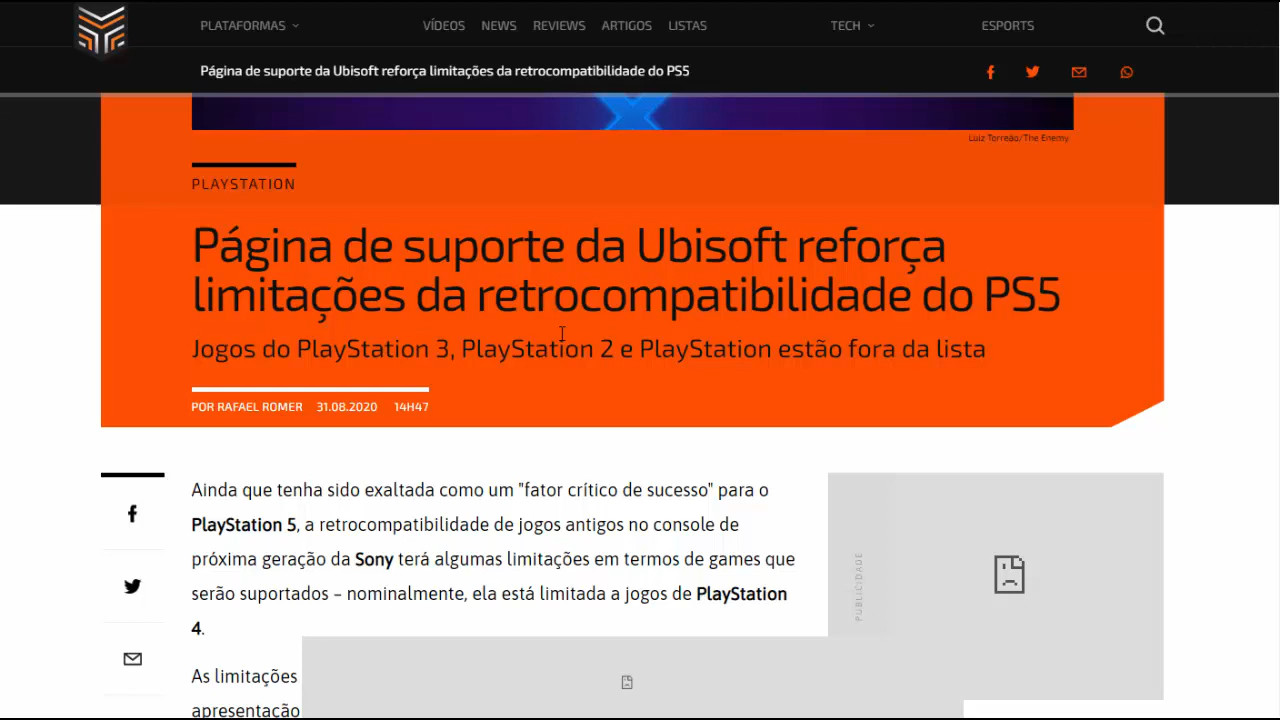 PLATAFORMAS
VÍDEOS
NEWS
REVIEWS
ARTIGOS
LISTAS
TECH
ESPORTS
Página de suporte da Ubisoft reforça limitações da retrocompatibilidade do PS5
Luiz Torreão/The Enemy
PLAYSTATION
Página de suporte da Ubisoft reforça
limitações da retrocompatibilidade do PS5
Jogos do PlayStation 3, PlayStation 2 e PlayStation estão fora da lista
POR RAFAEL ROMER 31.08.2020 14H47
Ainda que tenha sido exaltada como um "fator crítico de sucesso" para o
PlayStation 5, a retrocompatibilidade de jogos antigos no console de
próxima geração da Sony terá algumas limitações em termos de games que
serão suportados – nominalmente, ela está limitada a jogos de PlayStation
4.
As limitações
apresentação
PUBLICIDADE